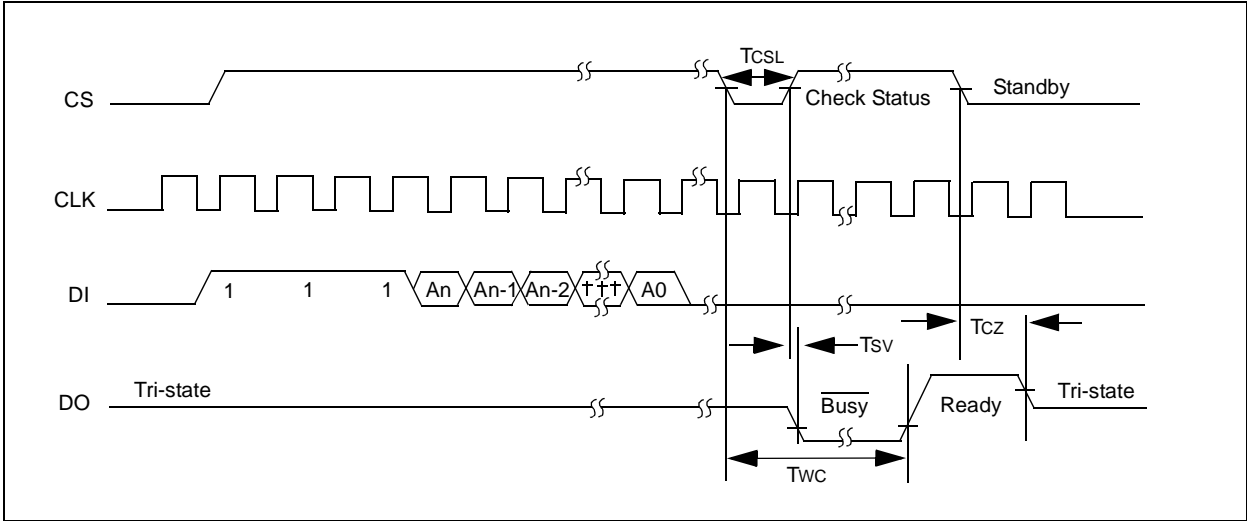 TCSL
CS
Check Status
Standby
CLK
DI
1 1 1 An An-1 An-2 ††† A0
TSV
TCZ
DO
Tri-state
Busy
Ready
Tri-state
TWC